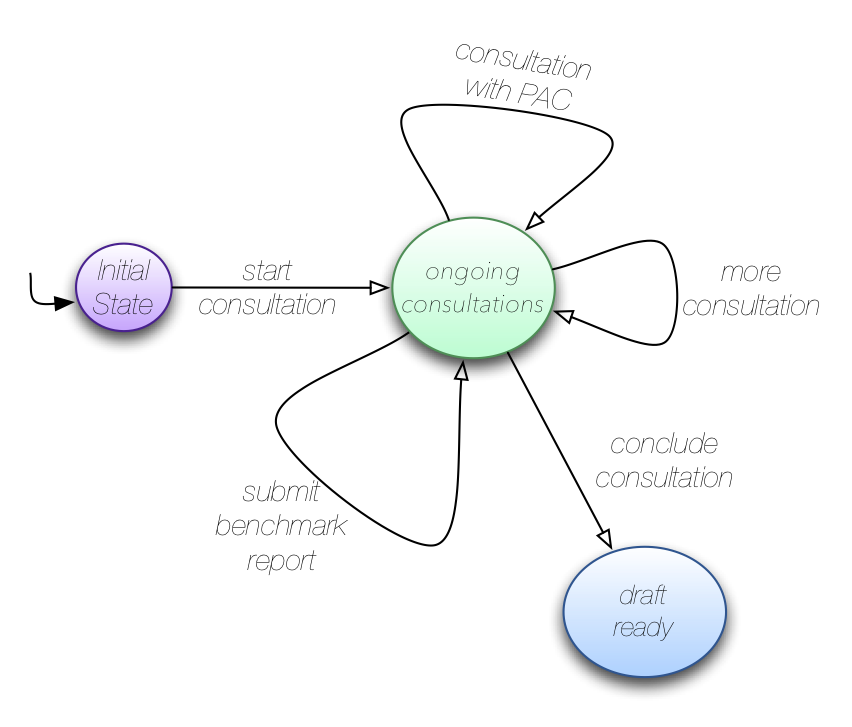 consultation
with PAC
Initial
State
start
consultation
ongoing
consultations
more
consultation
conclude
consultation
submit
benchmark
report
draft
ready